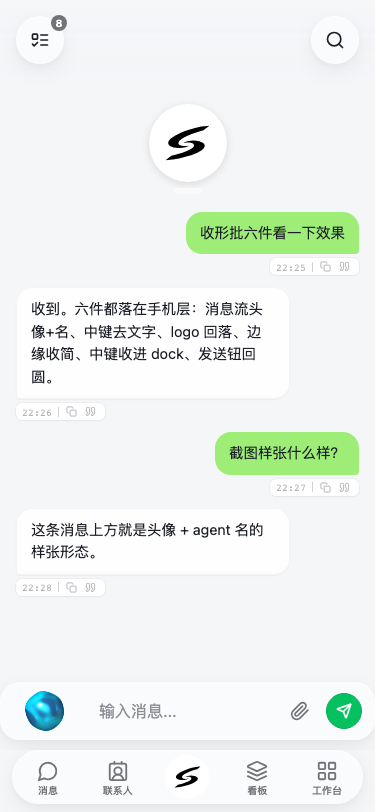 8
收形批六件看一下效果
22:25
收到。六件都落在手机层：消息流头
像+名、中键去文字、logo 回落、边
缘收简、中键收进 dock、发送钮回
圆。
22:26
截图样张什么样？
22:27
这条消息上方就是头像 + agent 名的
样张形态。
22:28
输入消息...
消息
联系人
看板
工作台